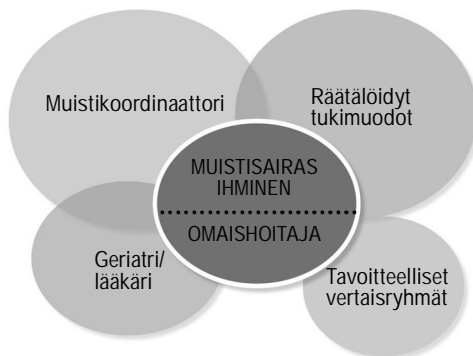 Muistikoordinaattori
Räätälöidyt
tukimuodot
MUISTISAIRAS
IHMINEN
OMAISHOITAJA
Geriatri/
lääkäri
Tavoitteelliset
vertaisryhmät